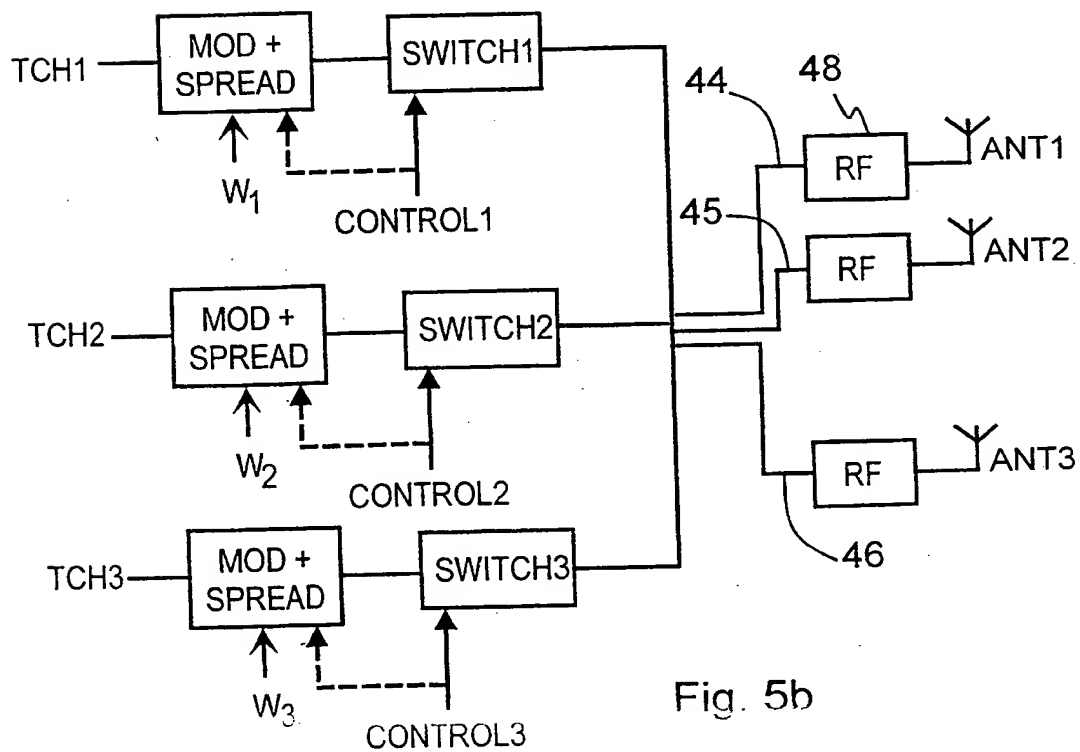 TCH1
MOD +
SPREAD
SWITCH1
W1
CONTROL1
44
48
RF
ANT1
45
RF
ANT2
TCH2
MOD +
SPREAD
SWITCH2
W2
CONTROL2
RF
ANT3
46
TCH3
MOD +
SPREAD
SWITCH3
W3
CONTROL3
Fig. 5b